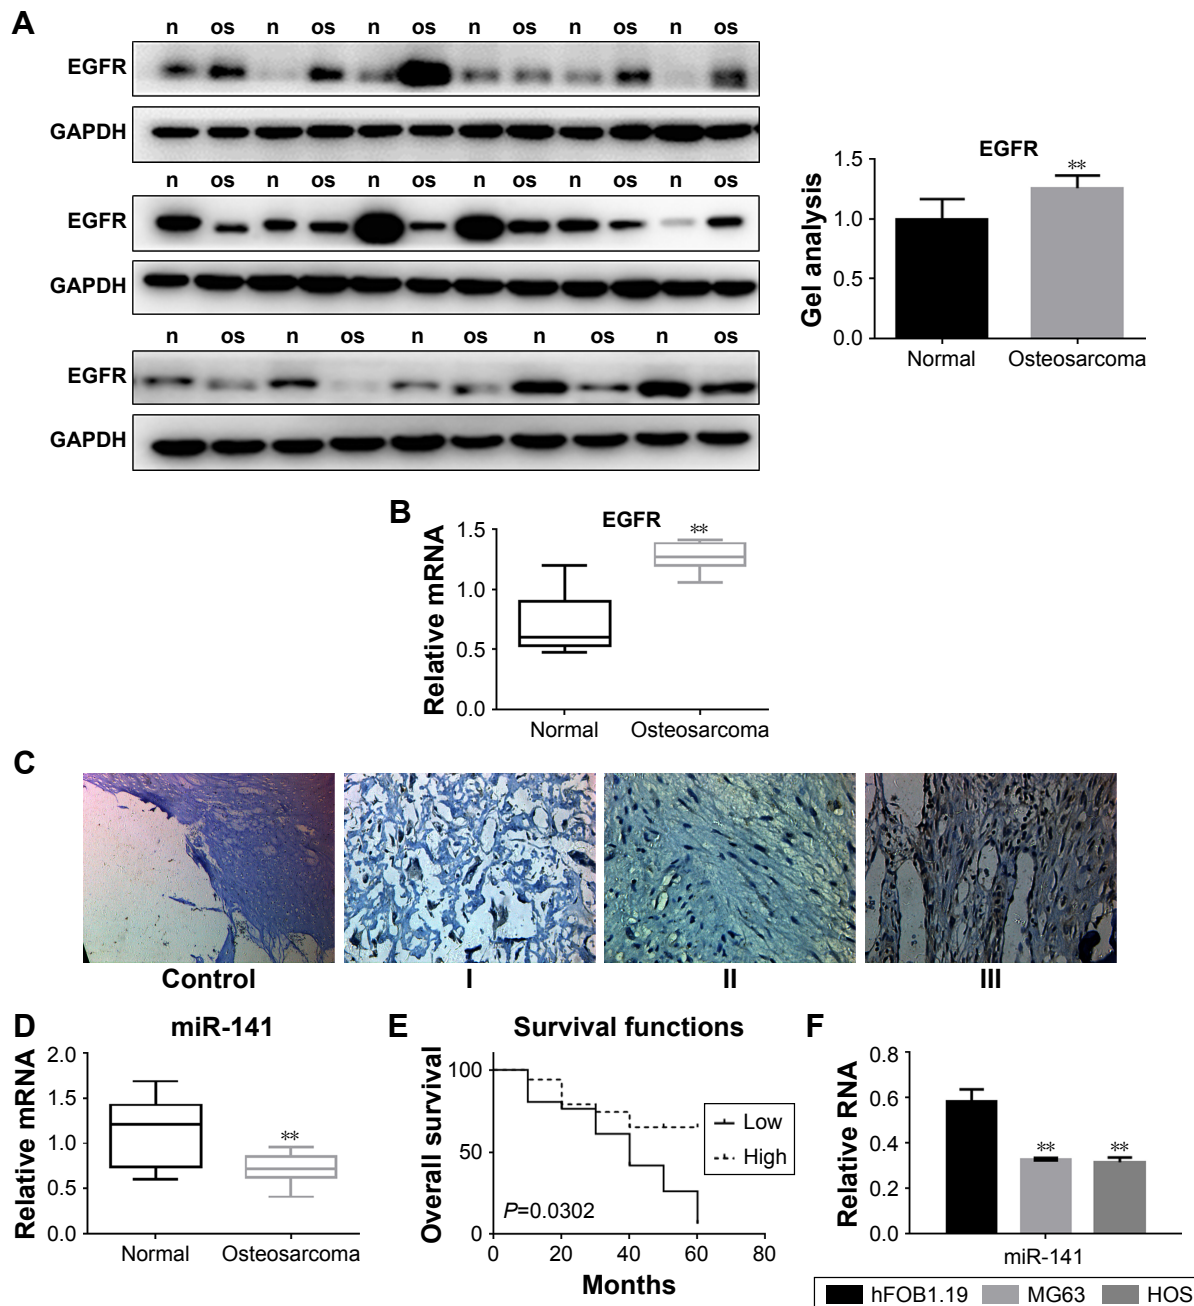 A
n os n os n os n os n os n os
EGFR
GAPDH
n os n os n os n os n os n os
EGFR
GAPDH
n os n os n os n os n os
EGFR
GAPDH
EGFR
**
1.5
1.0
0.5
0.0
Gel analysis
Normal Osteosarcoma
B
EGFR
**
1.5
1.0
0.5
0.0
Relative mRNA
Normal Osteosarcoma
C
Control I II III
D
miR-141
2.0
1.5
1.0
0.5
0.0
Relative mRNA
**
Normal Osteosarcoma
E
Survival functions
100
50
0
Overall survival
Low
High
P=0.0302
0 20 40 60 80
Months
F
0.8
0.6
0.4
0.2
0.0
Relative RNA
** **
miR-141
hFOB1.19 MG63 HOS